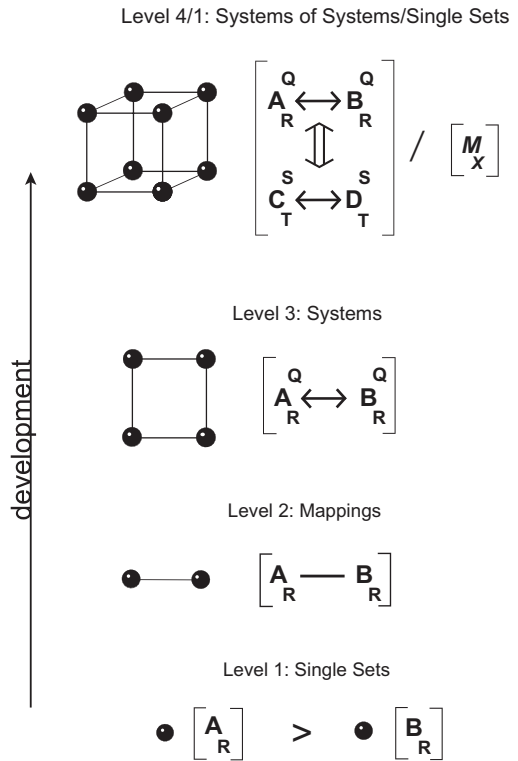 Level 4/1: Systems of Systems/Single Sets
Q Q
A ↔ B
R R
⇕
S S
C ↔ D
T T
/ [M
X]
Level 3: Systems
Q Q
A ↔ B
R R
development
Level 2: Mappings
A — B
R R
Level 1: Single Sets
A > B
R R